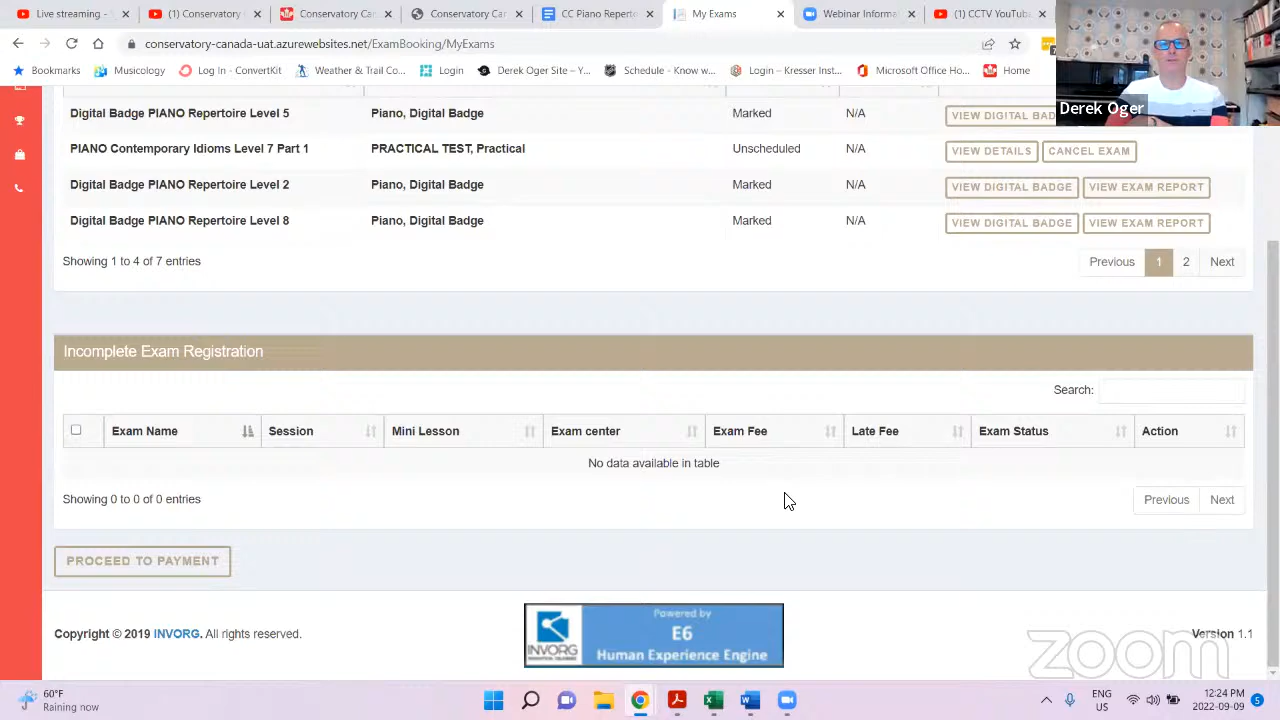 (1) Conservatory
(1) Conservatory
Conservatory Can
Conservatory Can
CC Piano Reperto
My Exams
Webinar Informa
(1) CCTV YouTub
conservatory-canada-uat.azurewebsites.net/ExamBooking/MyExams
Bookmarks
Musicology
Log In - ConvertKit
Weather & Trail Co...
Login
Derek Oger Site – Y...
Schedule - Know w...
Login – Kresser Inst...
Microsoft Office Ho...
Home
Derek Oger
Digital Badge PIANO Repertoire Level 5 Piano, Digital Badge Marked N/A VIEW DIGITAL BAD
PIANO Contemporary Idioms Level 7 Part 1 PRACTICAL TEST, Practical Unscheduled N/A VIEW DETAILS CANCEL EXAM
Digital Badge PIANO Repertoire Level 2 Piano, Digital Badge Marked N/A VIEW DIGITAL BADGE VIEW EXAM REPORT
Digital Badge PIANO Repertoire Level 8 Piano, Digital Badge Marked N/A VIEW DIGITAL BADGE VIEW EXAM REPORT
Showing 1 to 4 of 7 entries Previous 1 2 Next
Incomplete Exam Registration
Search:
Exam Name Session Mini Lesson Exam center Exam Fee Late Fee Exam Status Action
No data available in table
Showing 0 to 0 of 0 entries Previous Next
PROCEED TO PAYMENT
Powered by
E6
Human Experience Engine
INVORG
Copyright © 2019 INVORG. All rights reserved.
Version 1.1
zoom
60°F
Raining now
ENG
US
12:24 PM
2022-09-09
5